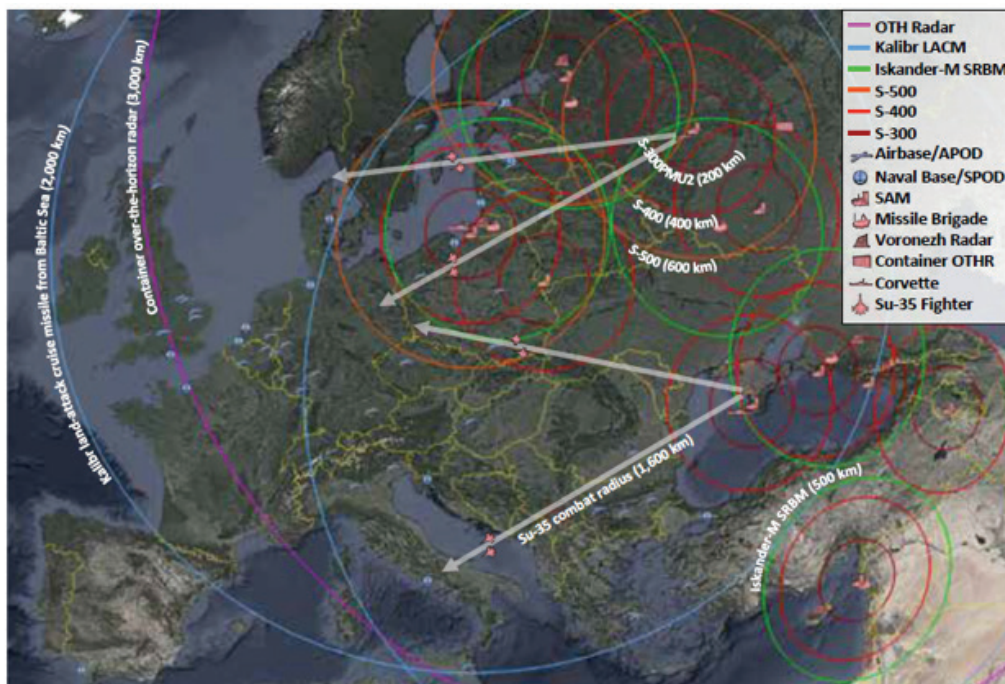 OTH Radar
Kalibr LACM
Iskander-M SRBM
S-500
S-400
S-300
Airbase/APOD
Naval Base/SPOD
SAM
Missile Brigade
Voronezh Radar
Container OTHR
Corvette
Su-35 Fighter
Kalibr land-attack cruise missile from Baltic Sea (2,000 km)
Container over-the-horizon radar (3,000 km)
S-300PMU2 (200 km)
S-400 (400 km)
S-500 (600 km)
Su-35 combat radius (1,600 km)
Iskander-M SRBM (500 km)